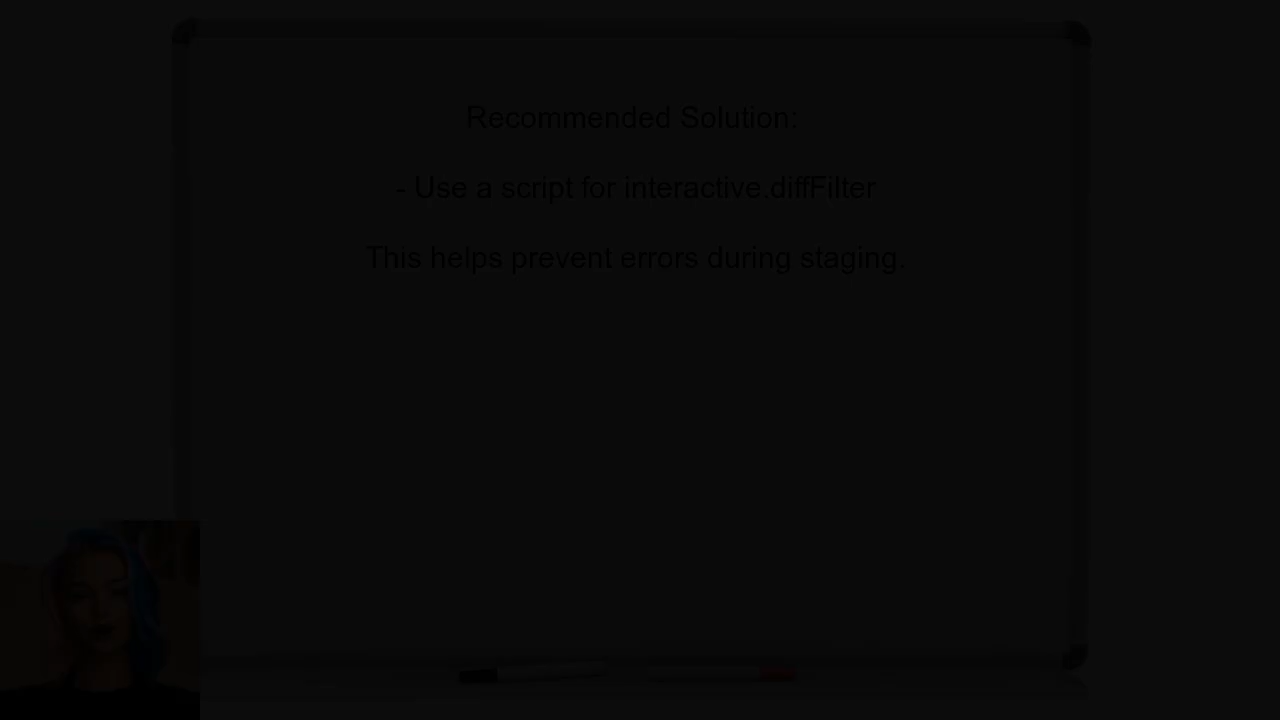 Recommended Solution:
- Use a script for interactive.diffFilter
This helps prevent errors during staging.